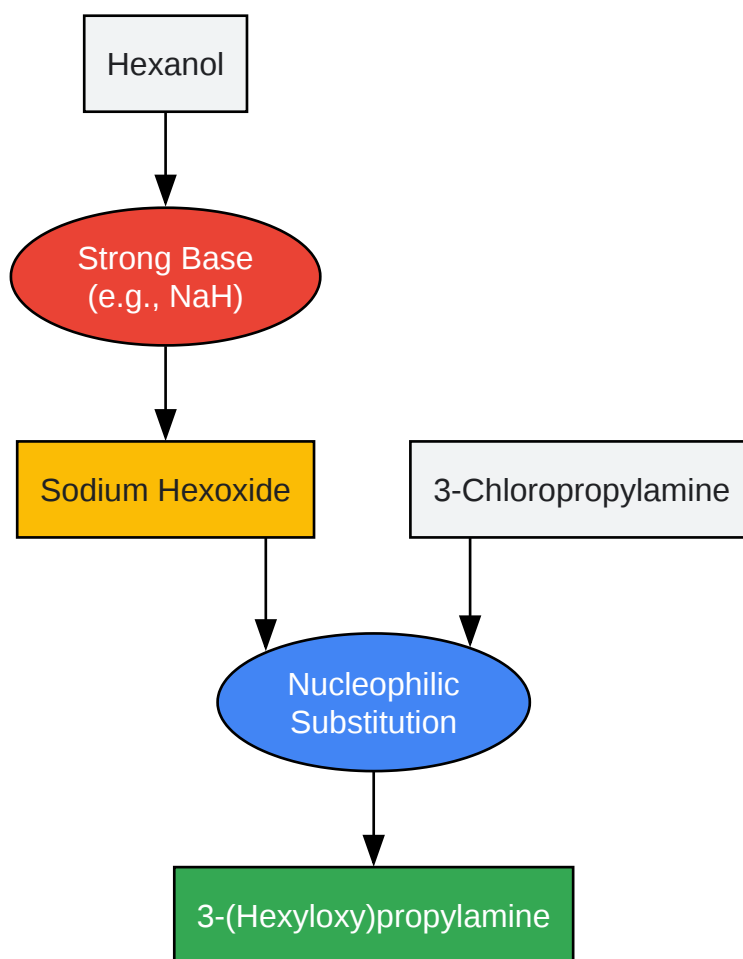 Hexanol
Strong Base
(e.g., NaH)
Sodium Hexoxide
3-Chloropropylamine
Nucleophilic
Substitution
3-(Hexyloxy)propylamine